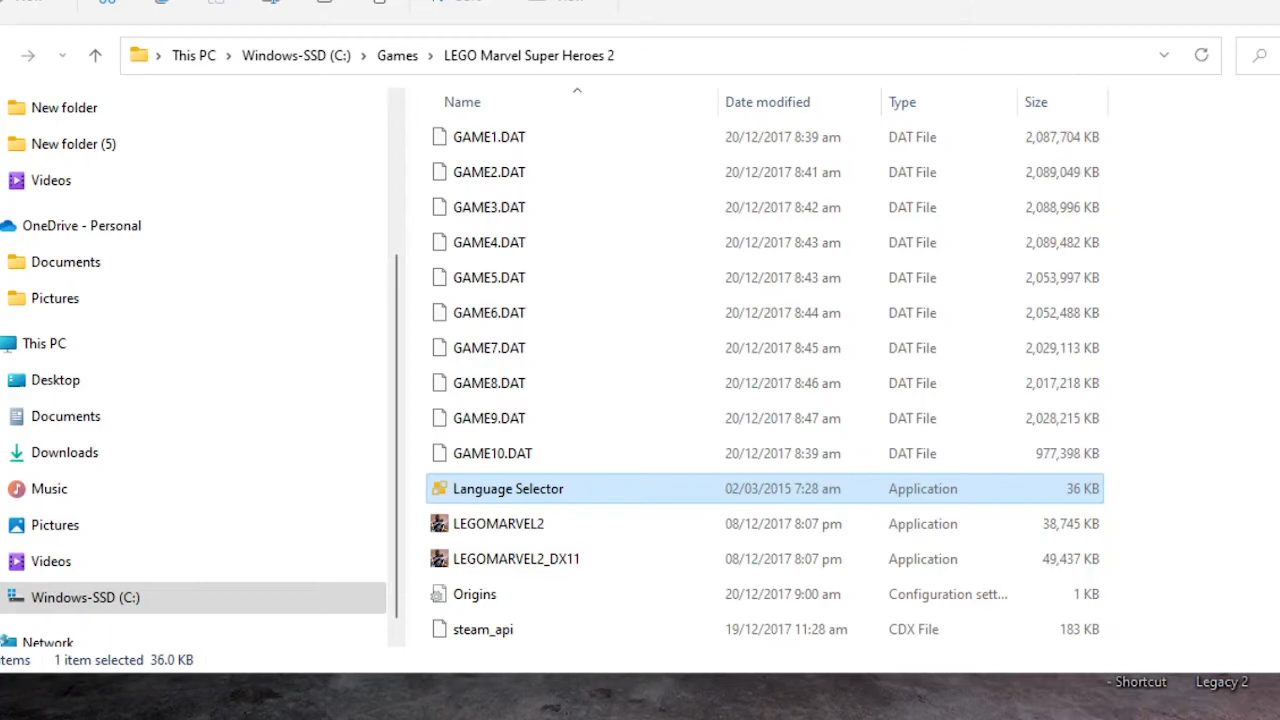 This PC > Windows-SSD (C:) > Games > LEGO Marvel Super Heroes 2
New folder
New folder (5)
Videos
OneDrive - Personal
Documents
Pictures
This PC
Desktop
Documents
Downloads
Music
Pictures
Videos
Windows-SSD (C:)
Network
Name Date modified Type Size
GAME1.DAT 20/12/2017 8:39 am DAT File 2,087,704 KB
GAME2.DAT 20/12/2017 8:41 am DAT File 2,089,049 KB
GAME3.DAT 20/12/2017 8:42 am DAT File 2,088,996 KB
GAME4.DAT 20/12/2017 8:43 am DAT File 2,089,482 KB
GAME5.DAT 20/12/2017 8:43 am DAT File 2,053,997 KB
GAME6.DAT 20/12/2017 8:44 am DAT File 2,052,488 KB
GAME7.DAT 20/12/2017 8:45 am DAT File 2,029,113 KB
GAME8.DAT 20/12/2017 8:46 am DAT File 2,017,218 KB
GAME9.DAT 20/12/2017 8:47 am DAT File 2,028,215 KB
GAME10.DAT 20/12/2017 8:39 am DAT File 977,398 KB
Language Selector 02/03/2015 7:28 am Application 36 KB
LEGOMARVEL2 08/12/2017 8:07 pm Application 38,745 KB
LEGOMARVEL2_DX11 08/12/2017 8:07 pm Application 49,437 KB
Origins 20/12/2017 9:00 am Configuration sett... 1 KB
steam_api 19/12/2017 11:28 am CDX File 183 KB
tems 1 item selected 36.0 KB
- Shortcut Legacy 2